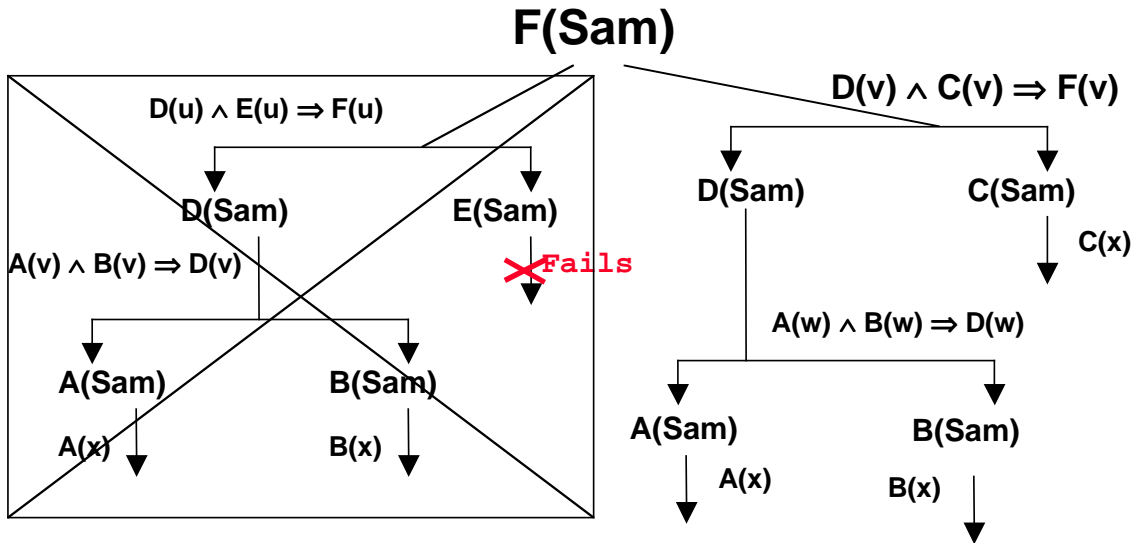 F(Sam)
D(u) ∧ E(u) ⇒ F(u)
D(Sam)
E(Sam)
A(v) ∧ B(v) ⇒ D(v)
Fails
A(Sam)
B(Sam)
A(x)
B(x)
D(v) ∧ C(v) ⇒ F(v)
D(Sam)
C(Sam)
C(x)
A(w) ∧ B(w) ⇒ D(w)
A(Sam)
B(Sam)
A(x)
B(x)